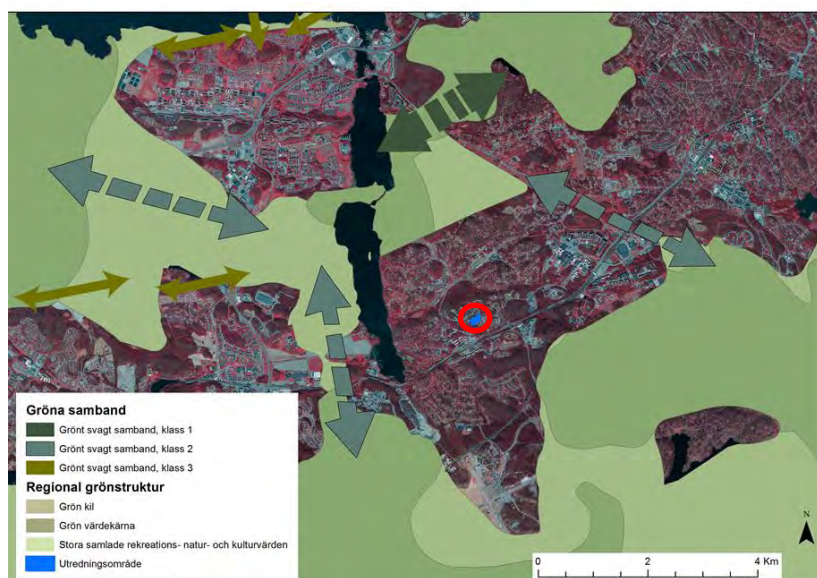 Gröna samband
Grönt svagt samband, klass 1
Grönt svagt samband, klass 2
Grönt svagt samband, klass 3
Regional grönstruktur
Grön kil
Grön värdekärna
Stora samlade rekreations- natur- och kulturvärden
Utredningsområde
N
0 2 4 Km